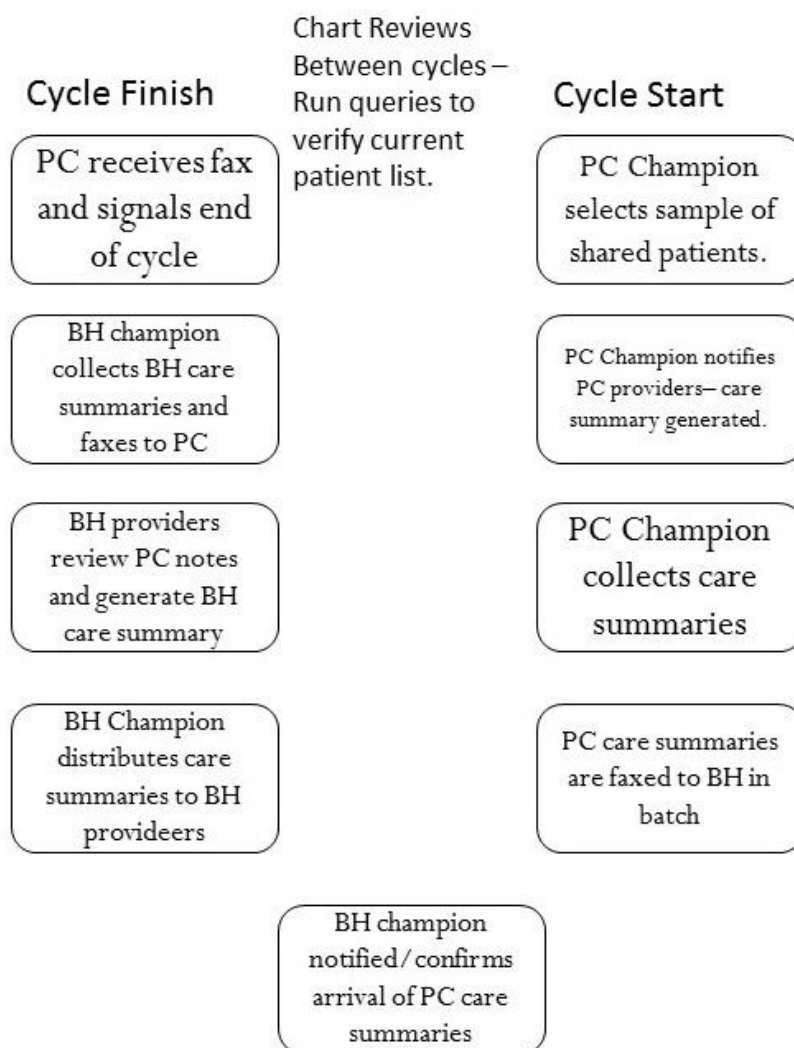 Chart Reviews
Between cycles –
Run queries to
verify current
patient list.
Cycle Finish
PC receives fax
and signals end
of cycle
BH champion
collects BH care
summaries and
faxes to PC
BH providers
review PC notes
and generate BH
care summary
BH Champion
distributes care
summaries to BH
provideers
Cycle Start
PC Champion
selects sample of
shared patients.
PC Champion notifies
PC providers– care
summary generated.
PC Champion
collects care
summaries
PC care summaries
are faxed to BH in
batch
BH champion
notified/confirms
arrival of PC care
summaries